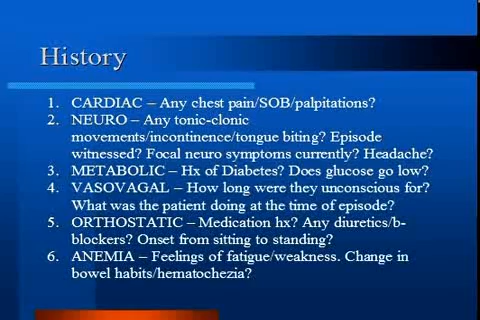 History
1. CARDIAC – Any chest pain/SOB/palpitations?
2. NEURO – Any tonic-clonic
movements/incontinence/tongue biting? Episode
witnessed? Focal neuro symptoms currently? Headache?
3. METABOLIC – Hx of Diabetes? Does glucose go low?
4. VASOVAGAL – How long were they unconscious for?
What was the patient doing at the time of episode?
5. ORTHOSTATIC – Medication hx? Any diuretics/b-
blockers? Onset from sitting to standing?
6. ANEMIA – Feelings of fatigue/weakness. Change in
bowel habits/hematochezia?